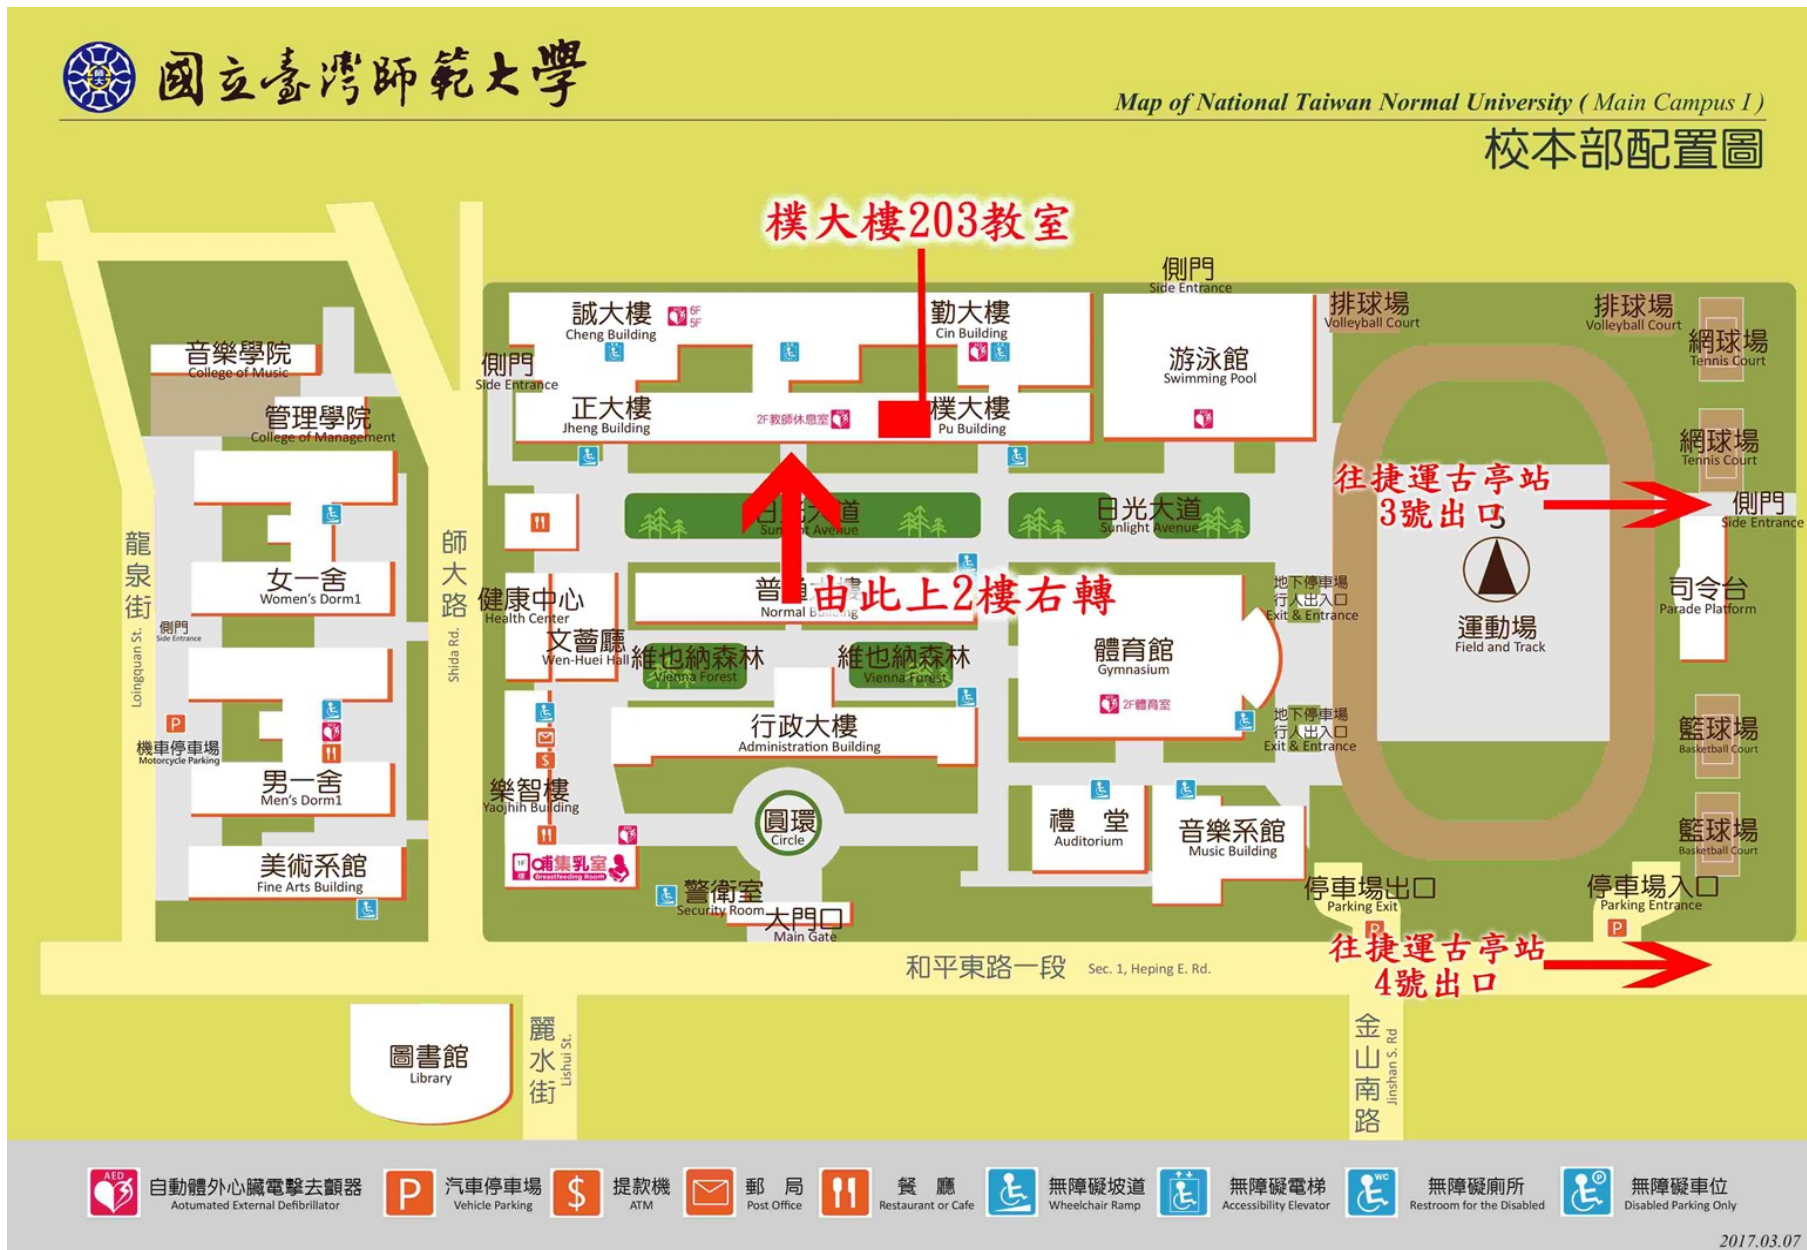 國立臺灣師範大學
Map of National Taiwan Normal University ( Main Campus I )
校本部配置圖
樸大樓203教室
側門
Side Entrance
誠大樓
Cheng Building
6F
5F
勤大樓
Cin Building
排球場
Volleyball Court
排球場
Volleyball Court
網球場
Tennis Court
音樂學院
College of Music
側門
Side Entrance
游泳館
Swimming Pool
管理學院
College of Management
正大樓
Jheng Building
2F教師休息室
樸大樓
Pu Building
網球場
Tennis Court
往捷運古亭站
3號出口
側門
Side Entrance
日光大道
Sunlight Avenue
日光大道
Sunlight Avenue
龍泉街
Loingquan St.
師大路
Shida Rd.
女一舍
Women's Dorm1
側門
Side Entrance
健康中心
Health Center
文薈廳
Wen-Huei Hall
普通大樓
Normal Building
由此上2樓右轉
地下停車場
行人出入口
Exit & Entrance
司令台
Parade Platform
運動場
Field and Track
維也納森林
Vienna Forest
維也納森林
Vienna Forest
體育館
Gymnasium
2F體育室
機車停車場
Motorcycle Parking
行政大樓
Administration Building
地下停車場
行人出入口
Exit & Entrance
籃球場
Basketball Court
男一舍
Men's Dorm1
樂智樓
Yaojhih Building
圓環
Circle
禮 堂
Auditorium
音樂系館
Music Building
籃球場
Basketball Court
美術系館
Fine Arts Building
1F
哺集乳室
Breastfeeding Room
警衛室
Security Room
大門口
Main Gate
停車場出口
Parking Exit
停車場入口
Parking Entrance
和平東路一段 Sec. 1, Heping E. Rd.
往捷運古亭站
4號出口
圖書館
Library
麗水街
Lishui St.
金山南路
Jinshan S. Rd
AED
自動體外心臟電擊去顫器
Aotumated External Defibrillator
P
汽車停車場
Vehicle Parking
$
提款機
ATM
郵 局
Post Office
餐 廳
Restaurant or Cafe
無障礙坡道
Wheelchair Ramp
無障礙電梯
Accessibility Elevator
WC
無障礙廁所
Restroom for the Disabled
P
無障礙車位
Disabled Parking Only
2017.03.07